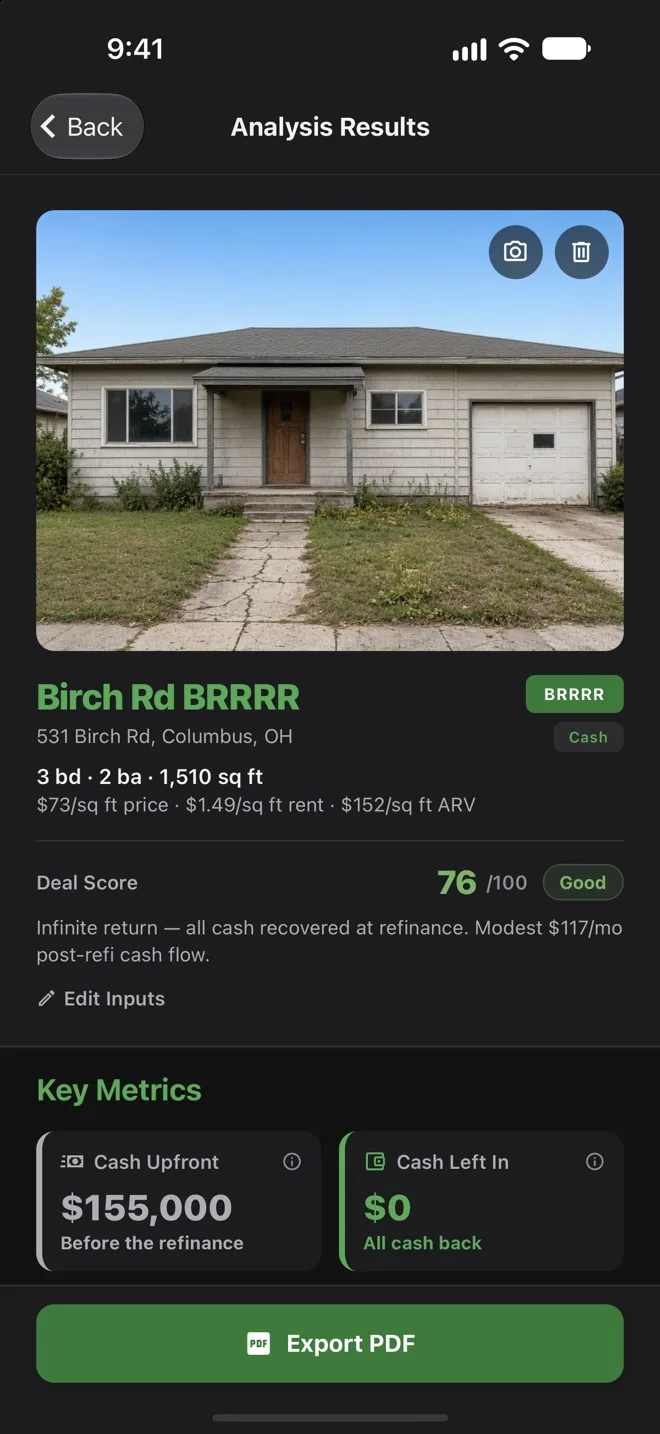 9:41
Back
Analysis Results
Birch Rd BRRRR
BRRRR
531 Birch Rd, Columbus, OH
Cash
3 bd · 2 ba · 1,510 sq ft
$73/sq ft price · $1.49/sq ft rent · $152/sq ft ARV
Deal Score
76 /100
Good
Infinite return — all cash recovered at refinance. Modest $117/mo
post-refi cash flow.
Edit Inputs
Key Metrics
Cash Upfront
$155,000
Before the refinance
Cash Left In
$0
All cash back
PDF
Export PDF